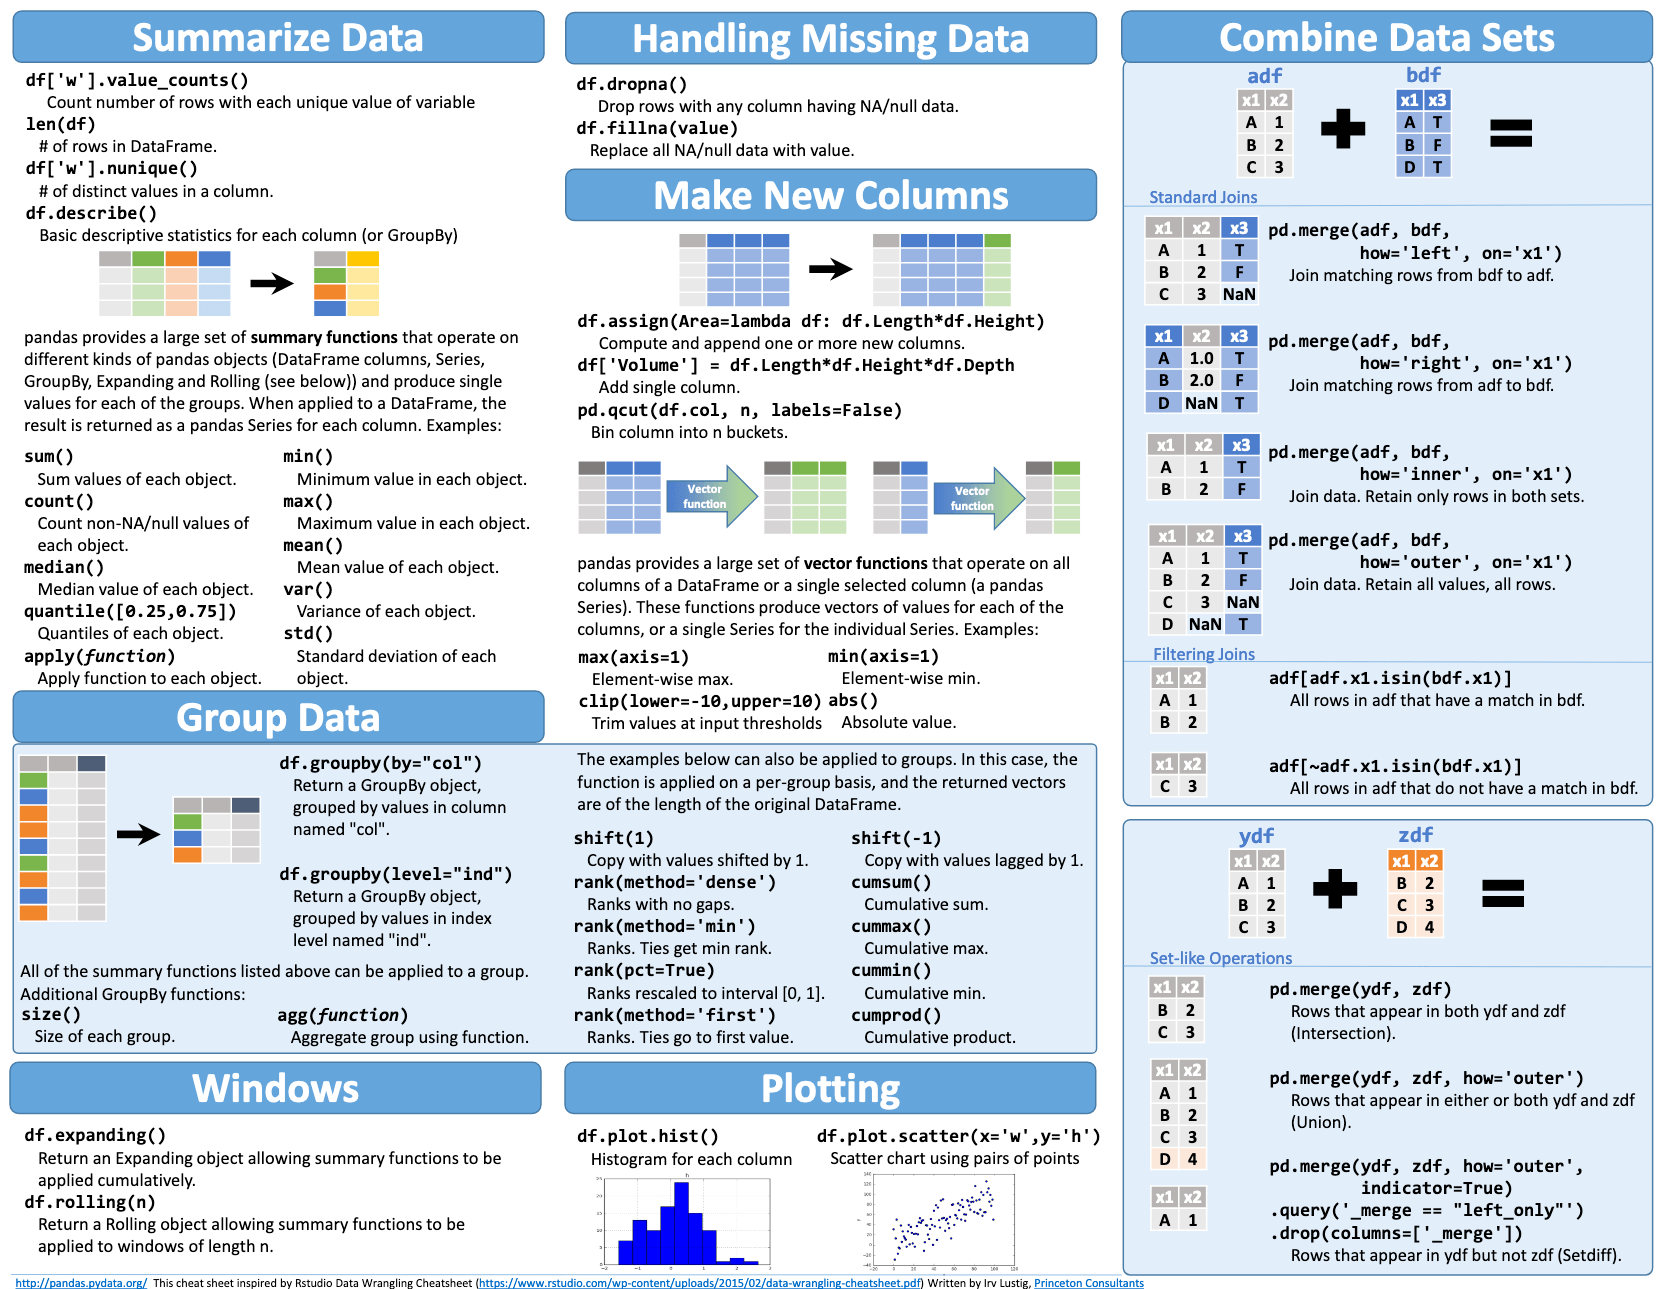 Summarize Data
df['w'].value_counts()
Count number of rows with each unique value of variable
len(df)
# of rows in DataFrame.
df['w'].nunique()
# of distinct values in a column.
df.describe()
Basic descriptive statistics for each column (or GroupBy)
pandas provides a large set of summary functions that operate on
different kinds of pandas objects (DataFrame columns, Series,
GroupBy, Expanding and Rolling (see below)) and produce single
values for each of the groups. When applied to a DataFrame, the
result is returned as a pandas Series for each column. Examples:
sum()
Sum values of each object.
count()
Count non-NA/null values of
each object.
median()
Median value of each object.
quantile([0.25,0.75])
Quantiles of each object.
apply(function)
Apply function to each object.
min()
Minimum value in each object.
max()
Maximum value in each object.
mean()
Mean value of each object.
var()
Variance of each object.
std()
Standard deviation of each
object.
Group Data
df.groupby(by="col")
Return a GroupBy object,
grouped by values in column
named "col".
df.groupby(level="ind")
Return a GroupBy object,
grouped by values in index
level named "ind".
All of the summary functions listed above can be applied to a group.
Additional GroupBy functions:
size()
Size of each group.
agg(function)
Aggregate group using function.
Windows
df.expanding()
Return an Expanding object allowing summary functions to be
applied cumulatively.
df.rolling(n)
Return a Rolling object allowing summary functions to be
applied to windows of length n.
Handling Missing Data
df.dropna()
Drop rows with any column having NA/null data.
df.fillna(value)
Replace all NA/null data with value.
Make New Columns
df.assign(Area=lambda df: df.Length*df.Height)
Compute and append one or more new columns.
df['Volume'] = df.Length*df.Height*df.Depth
Add single column.
pd.qcut(df.col, n, labels=False)
Bin column into n buckets.
Vector
function
Vector
function
pandas provides a large set of vector functions that operate on all
columns of a DataFrame or a single selected column (a pandas
Series). These functions produce vectors of values for each of the
columns, or a single Series for the individual Series. Examples:
max(axis=1)
Element-wise max.
clip(lower=-10,upper=10)
Trim values at input thresholds
min(axis=1)
Element-wise min.
abs()
Absolute value.
The examples below can also be applied to groups. In this case, the
function is applied on a per-group basis, and the returned vectors
are of the length of the original DataFrame.
shift(1)
Copy with values shifted by 1.
rank(method='dense')
Ranks with no gaps.
rank(method='min')
Ranks. Ties get min rank.
rank(pct=True)
Ranks rescaled to interval [0, 1].
rank(method='first')
Ranks. Ties go to first value.
shift(-1)
Copy with values lagged by 1.
cumsum()
Cumulative sum.
cummax()
Cumulative max.
cummin()
Cumulative min.
cumprod()
Cumulative product.
Plotting
df.plot.hist()
Histogram for each column
df.plot.scatter(x='w',y='h')
Scatter chart using pairs of points
Combine Data Sets
adf
x1 x2
A 1
B 2
C 3
bdf
x1 x3
A T
B F
D T
Standard Joins
x1 x2 x3
A 1 T
B 2 F
C 3 NaN
pd.merge(adf, bdf,
how='left', on='x1')
Join matching rows from bdf to adf.
x1 x2 x3
A 1.0 T
B 2.0 F
D NaN T
pd.merge(adf, bdf,
how='right', on='x1')
Join matching rows from adf to bdf.
x1 x2 x3
A 1 T
B 2 F
pd.merge(adf, bdf,
how='inner', on='x1')
Join data. Retain only rows in both sets.
x1 x2 x3
A 1 T
B 2 F
C 3 NaN
D NaN T
pd.merge(adf, bdf,
how='outer', on='x1')
Join data. Retain all values, all rows.
Filtering Joins
x1 x2
A 1
B 2
adf[adf.x1.isin(bdf.x1)]
All rows in adf that have a match in bdf.
x1 x2
C 3
adf[~adf.x1.isin(bdf.x1)]
All rows in adf that do not have a match in bdf.
ydf
x1 x2
A 1
B 2
C 3
zdf
x1 x2
B 2
C 3
D 4
Set-like Operations
x1 x2
B 2
C 3
pd.merge(ydf, zdf)
Rows that appear in both ydf and zdf
(Intersection).
x1 x2
A 1
B 2
C 3
D 4
pd.merge(ydf, zdf, how='outer')
Rows that appear in either or both ydf and zdf
(Union).
x1 x2
A 1
pd.merge(ydf, zdf, how='outer',
indicator=True)
.query('_merge == "left_only"')
.drop(columns=['_merge'])
Rows that appear in ydf but not zdf (Setdiff).
http://pandas.pydata.org/ This cheat sheet inspired by Rstudio Data Wrangling Cheatsheet (https://www.rstudio.com/wp-content/uploads/2015/02/data-wrangling-cheatsheet.pdf) Written by Irv Lustig, Princeton Consultants